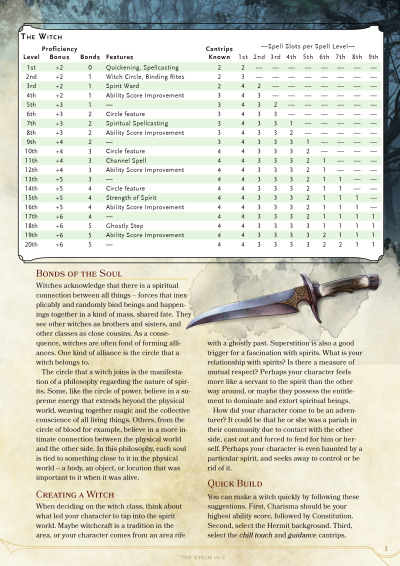 The Witch
—Spell Slots per Spell Level—
Proficiency Cantrips
Level Bonus Bonds Features Known 1st 2nd 3rd 4th 5th 6th 7th 8th 9th
1st +2 0 Quickening, Spellcasting 2 2 — — — — — — — —
2nd +2 1 Witch Circle, Binding Rites 2 3 — — — — — — — —
3rd +2 1 Spirit Ward 2 4 2 — — — — — — —
4th +2 1 Ability Score Improvement 3 4 3 — — — — — — —
5th +3 1 — 3 4 3 2 — — — — — —
6th +3 2 Circle feature 3 4 3 3 — — — — — —
7th +3 2 Spiritual Spellcasting 3 4 3 3 1 — — — — —
8th +3 2 Ability Score Improvement 3 4 3 3 2 — — — — —
9th +4 2 — 3 4 3 3 3 1 — — — —
10th +4 3 Circle feature 4 4 3 3 3 2 — — — —
11th +4 3 Channel Spell 4 4 3 3 3 2 1 — — —
12th +4 3 Ability Score Improvement 4 4 3 3 3 2 1 — — —
13th +5 3 — 4 4 3 3 3 2 1 1 — —
14th +5 4 Circle feature 4 4 3 3 3 2 1 1 — —
15th +5 4 Strength of Spirit 4 4 3 3 3 2 1 1 1 —
16th +5 4 Ability Score Improvement 4 4 3 3 3 2 1 1 1 —
17th +6 4 — 4 4 3 3 3 2 1 1 1 1
18th +6 5 Ghostly Step 4 4 3 3 3 3 1 1 1 1
19th +6 5 Ability Score Improvement 4 4 3 3 3 3 2 1 1 1
20th +6 5 — 4 4 3 3 3 3 2 2 1 1
Bonds of the Soul
Witches acknowledge that there is a spiritual
connection between all things – forces that inex-
plicably and randomly bind beings and happen-
ings together in a kind of mass, shared fate. They
see other witches as brothers and sisters, and
other classes as close cousins. As a conse-
quence, witches are often fond of forming alli-
ances. One kind of alliance is the circle that a
witch belongs to.
The circle that a witch joins is the manifesta-
tion of a philosophy regarding the nature of spir-
its. Some, like the circle of power, believe in a su-
preme energy that extends beyond the physical
world, weaving together magic and the collective
conscience of all living things. Others, from the
circle of blood for example, believe in a more in-
timate connection between the physical world
and the other side. In this philosophy, each soul
is tied to something close to it in the physical
world – a body, an object, or location that was
important to it when it was alive.
Creating a Witch
When deciding on the witch class, think about
what led your character to tap into the spirit
world. Maybe witchcraft is a tradition in the
area, or your character comes from an area rife
with a ghostly past. Superstition is also a good
trigger for a fascination with spirits. What is your
relationship with spirits? Is there a measure of
mutual respect? Perhaps your character feels
more like a servant to the spirit than the other
way around, or maybe they possess the entitle-
ment to dominate and extort spiritual beings.
How did your character come to be an adven-
turer? It could be that he or she was a pariah in
their community due to contact with the other
side, cast out and forced to fend for him or her-
self. Perhaps your character is even haunted by a
particular spirit, and seeks away to control or be
rid of it.
Quick Build
You can make a witch quickly by following these
suggestions. First, Charisma should be your
highest ability score, followed by Constitution.
Second, select the Hermit background. Third,
select the chill touch and guidance cantrips.
3